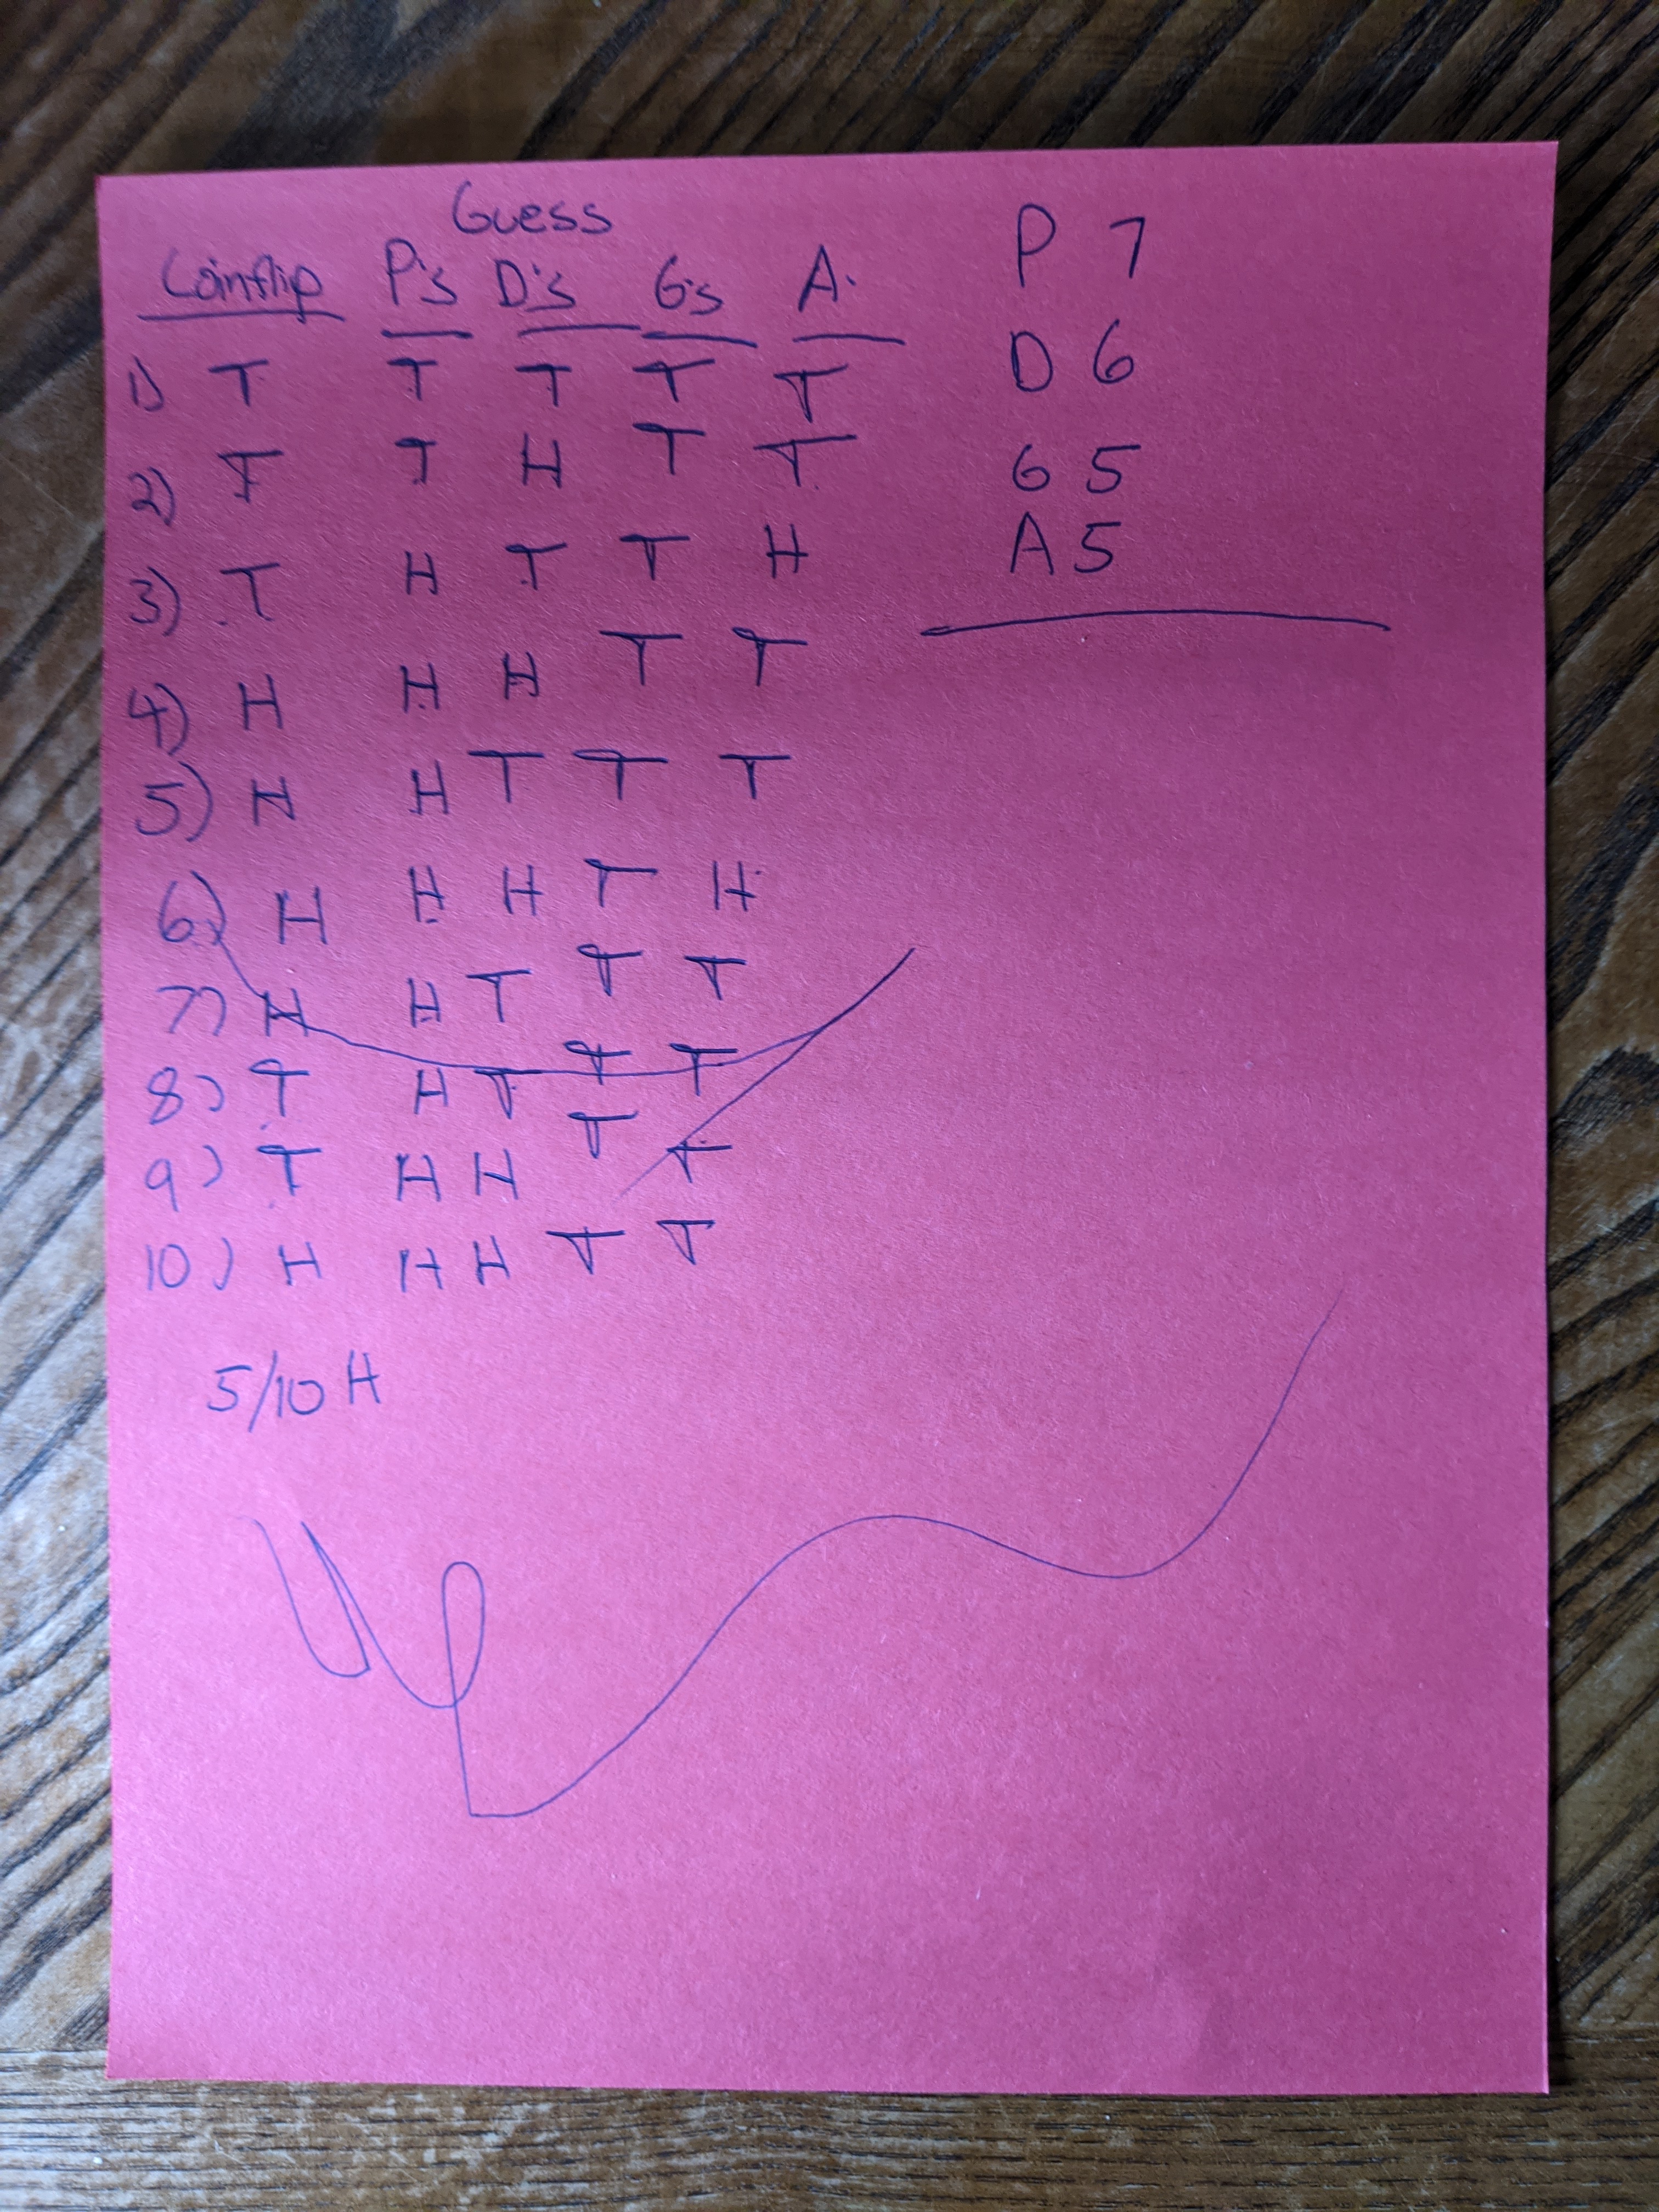 Guess
Coinflip P's D's G's A.
1) T T T T T
2) T T H T T
3) T H T T H
4) H H H T T
5) H H T T T
6) H H H T H
7) H H T T T
8) T H T T T
9) T H H T T
10) H H H T T
5/10 H
P 7
D 6
G 5
A 5